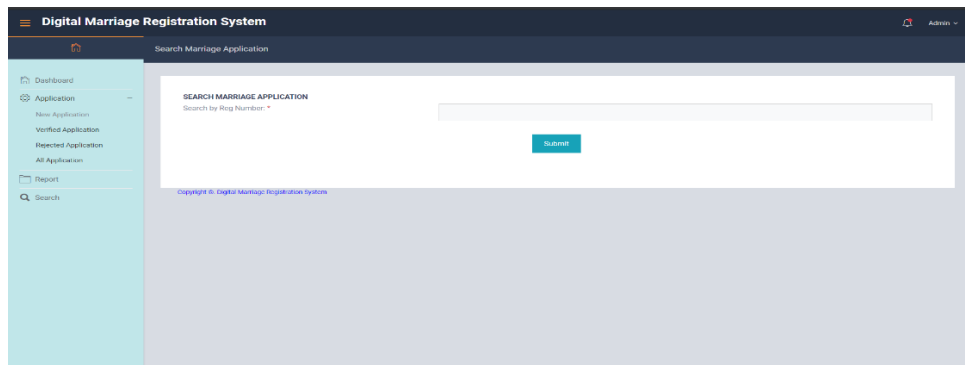 Digital Marriage Registration System
Admin
Search Marriage Application
Dashboard
Application
New Application
Verified Application
Rejected Application
All Application
Report
Search
SEARCH MARRIAGE APPLICATION
Search by Reg Number: *
Submit
Copyright @. Digital Marriage Registration System